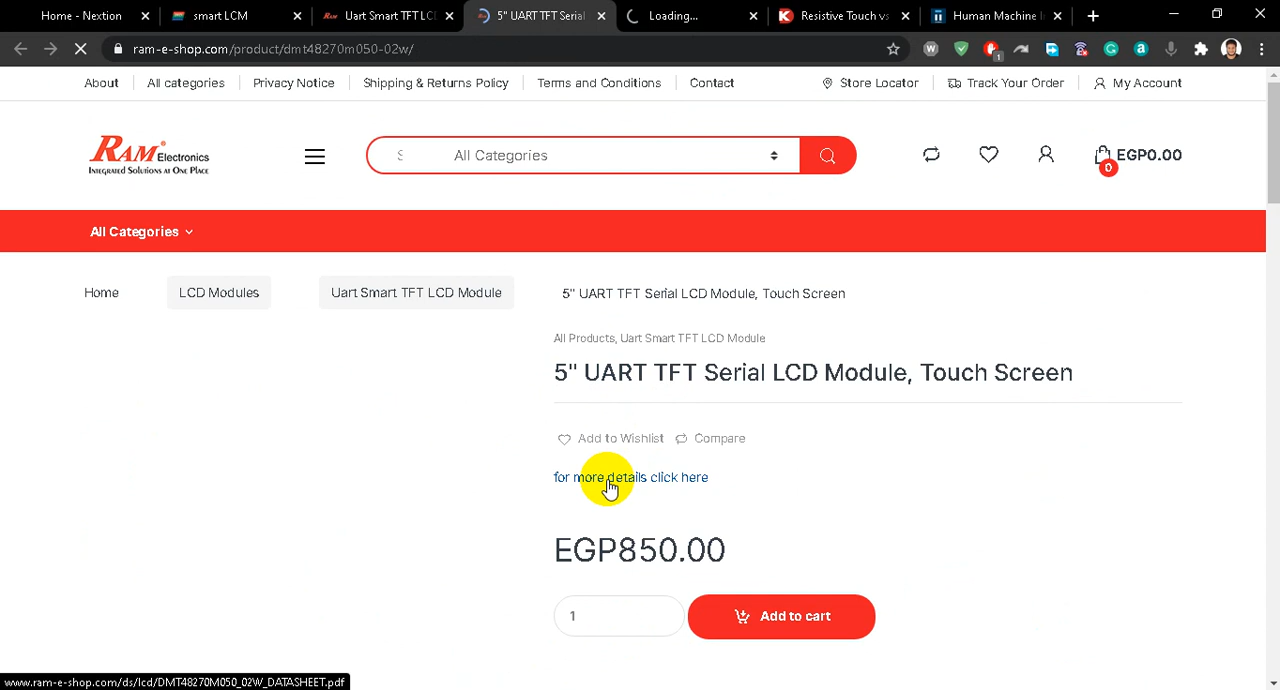 Home - Nextion
smart LCM
Uart Smart TFT LC
5" UART TFT Serial
Loading...
Resistive Touch vs
Human Machine I
ram-e-shop.com/product/dmt48270m050-02w/
1
About
All categories
Privacy Notice
Shipping & Returns Policy
Terms and Conditions
Contact
Store Locator
Track Your Order
My Account
RAM® Electronics
INTEGRATED SOLUTIONS AT ONE PLACE
S
All Categories
EGP0.00
0
All Categories
Home
LCD Modules
Uart Smart TFT LCD Module
5" UART TFT Serial LCD Module, Touch Screen
All Products, Uart Smart TFT LCD Module
5" UART TFT Serial LCD Module, Touch Screen
Add to Wishlist
Compare
for more details click here
EGP850.00
1
Add to cart
www.ram-e-shop.com/ds/lcd/DMT48270M050_02W_DATASHEET.pdf